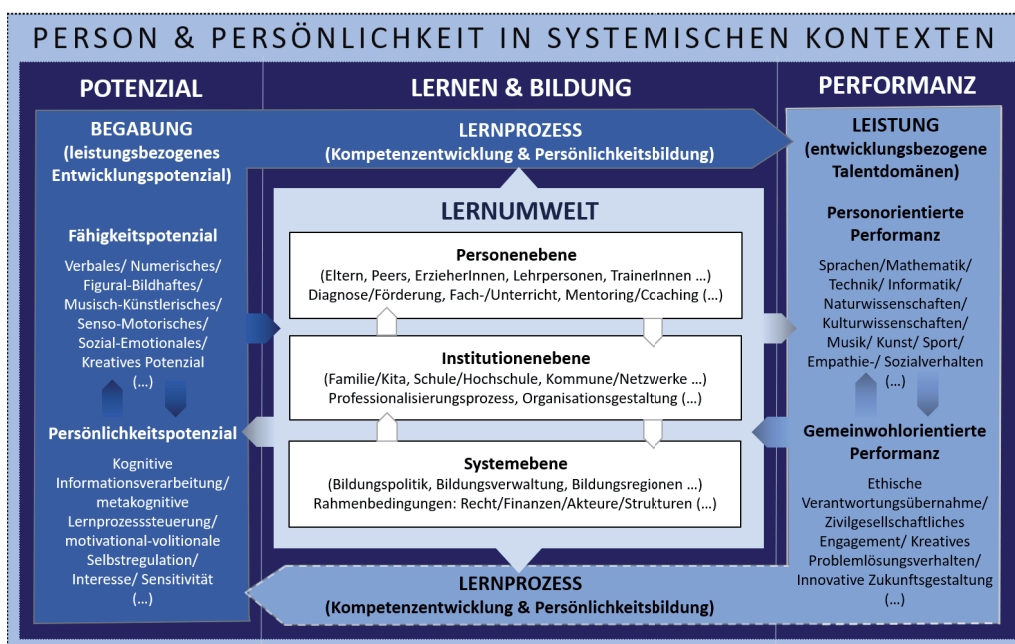 PERSON & PERSÖNLICHKEIT IN SYSTEMISCHEN KONTEXTEN
POTENZIAL
BEGABUNG
(leistungsbezogenes
Entwicklungspotenzial)
Fähigkeitspotenzial
Verbales/ Numerisches/
Figural-Bildhaftes/
Musisch-Künstlerisches/
Senso-Motorisches/
Sozial-Emotionales/
Kreatives Potenzial
(...)
Persönlichkeitspotenzial
Kognitive
Informationsverarbeitung/
metakognitive
Lernprozesssteuerung/
motivational-volitionale
Selbstregulation/
Interesse/ Sensitivität
(...)
LERNEN & BILDUNG
LERNPROZESS
(Kompetenzentwicklung & Persönlichkeitsbildung)
LERNUMWELT
Personenebene
(Eltern, Peers, ErzieherInnen, Lehrpersonen, TrainerInnen ...)
Diagnose/Förderung, Fach-/Unterricht, Mentoring/Coaching (...)
Institutionenebene
(Familie/Kita, Schule/Hochschule, Kommune/Netzwerke ...)
Professionalisierungsprozess, Organisationsgestaltung (...)
Systemebene
(Bildungspolitik, Bildungsverwaltung, Bildungsregionen ...)
Rahmenbedingungen: Recht/Finanzen/Akteure/Strukturen (...)
LERNPROZESS
(Kompetenzentwicklung & Persönlichkeitsbildung)
PERFORMANZ
LEISTUNG
(entwicklungsbezogene
Talentdomänen)
Personorientierte
Performanz
Sprachen/Mathematik/
Technik/ Informatik/
Naturwissenschaften/
Kulturwissenschaften/
Musik/ Kunst/ Sport/
Empathie-/ Sozialverhalten
(...)
Gemeinwohlorientierte
Performanz
Ethische
Verantwortungsübernahme/
Zivilgesellschaftliches
Engagement/ Kreatives
Problemlösungsverhalten/
Innovative Zukunftsgestaltung
(...)